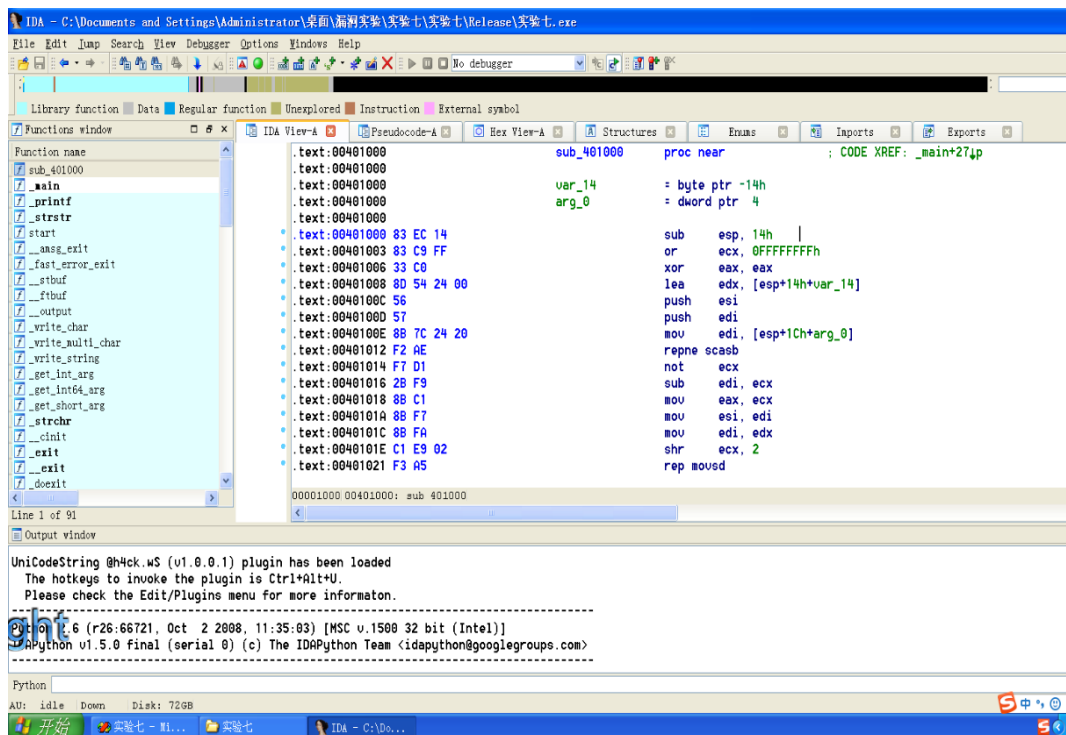 IDA - C:\Documents and Settings\Administrator\桌面\漏洞实验\实验七\实验七\Release\实验七.exe
File Edit Jump Search View Debugger Options Windows Help
No debugger
Library function Data Regular function Unexplored Instruction External symbol
Functions window
IDA View-A Pseudocode-A Hex View-A Structures Enums Imports Exports
Function name
sub_401000
_main
_printf
_strstr
start
__amsg_exit
_fast_error_exit
__stbuf
__ftbuf
__output
_write_char
_write_multi_char
_write_string
_get_int_arg
_get_int64_arg
_get_short_arg
_strchr
__cinit
_exit
__exit
_doexit
Line 1 of 91
.text:00401000 sub_401000 proc near ; CODE XREF: _main+27↓p
.text:00401000
.text:00401000 var_14 = byte ptr -14h
.text:00401000 arg_0 = dword ptr 4
.text:00401000
.text:00401000 83 EC 14 sub esp, 14h
.text:00401003 83 C9 FF or ecx, 0FFFFFFFFh
.text:00401006 33 C0 xor eax, eax
.text:00401008 8D 54 24 00 lea edx, [esp+14h+var_14]
.text:0040100C 56 push esi
.text:0040100D 57 push edi
.text:0040100E 8B 7C 24 20 mov edi, [esp+1Ch+arg_0]
.text:00401012 F2 AE repne scasb
.text:00401014 F7 D1 not ecx
.text:00401016 2B F9 sub edi, ecx
.text:00401018 8B C1 mov eax, ecx
.text:0040101A 8B F7 mov esi, edi
.text:0040101C 8B FA mov edi, edx
.text:0040101E C1 E9 02 shr ecx, 2
.text:00401021 F3 A5 rep movsd
00001000 00401000: sub_401000
Output window
UniCodeString @h4ck.wS (v1.0.0.1) plugin has been loaded
The hotkeys to invoke the plugin is Ctrl+Alt+U.
Please check the Edit/Plugins menu for more informaton.
---------------------------------------------------------------------------------
ght
Python 2.6 (r26:66721, Oct 2 2008, 11:35:03) [MSC v.1500 32 bit (Intel)]
IDAPython v1.5.0 final (serial 0) (c) The IDAPython Team <idapython@googlegroups.com>
---------------------------------------------------------------------------------
Python
AU: idle Down Disk: 72GB
中
开始 实验七 - Mi... 实验七 IDA - C:\Do...